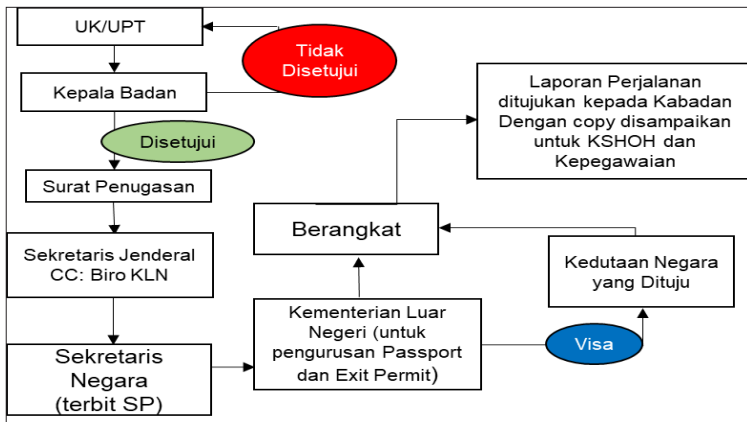 UK/UPT
Tidak
Disetujui
Kepala Badan
Disetujui
Surat Penugasan
Sekretaris Jenderal
CC: Biro KLN
Sekretaris
Negara
(terbit SP)
Kementerian Luar
Negeri (untuk
pengurusan Passport
dan Exit Permit)
Visa
Kedutaan Negara
yang Dituju
Berangkat
Laporan Perjalanan
ditujukan kepada Kabadan
Dengan copy disampaikan
untuk KSHOH dan
Kepegawaian